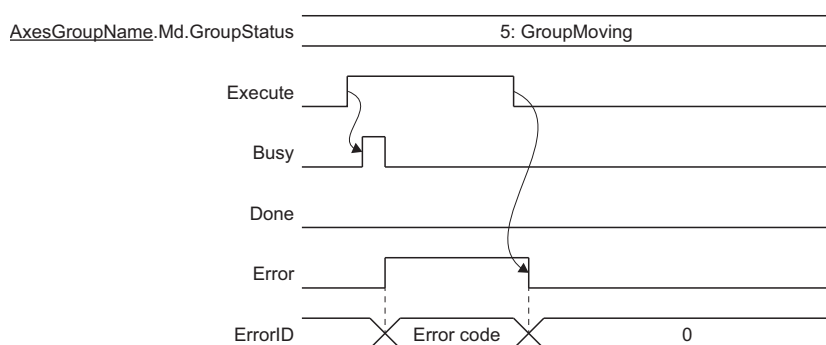 AxesGroupName.Md.GroupStatus 5: GroupMoving
Execute
Busy
Done
Error
ErrorID Error code 0